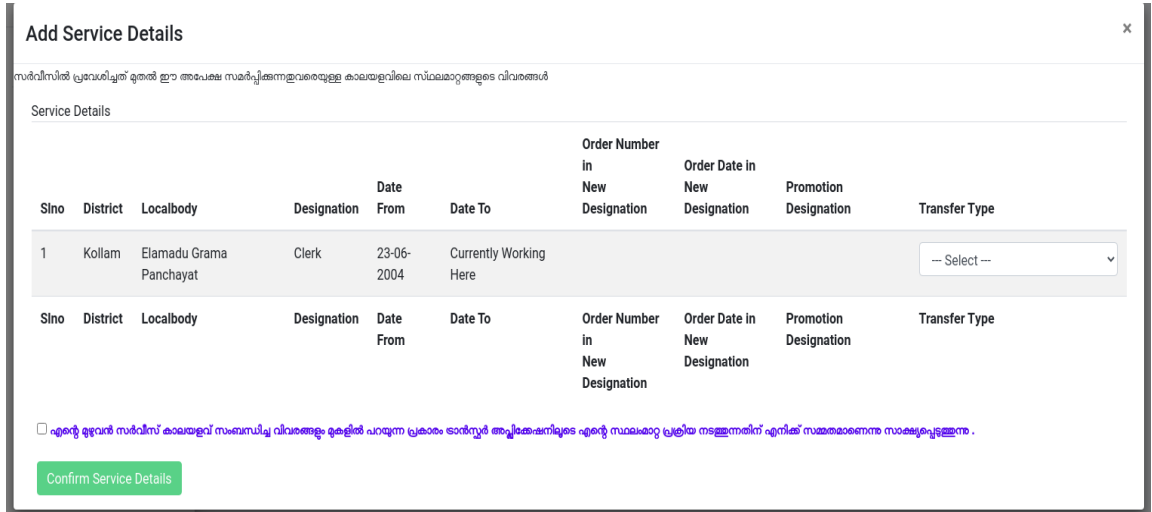 Add Service Details ×
സർവീസിൽ പ്രവേശിച്ചത് മുതൽ ഈ അപേക്ഷ സമർപ്പിക്കുന്നതുവരെയുള്ള കാലയളവിലെ സ്ഥലമാറ്റങ്ങളുടെ വിവരങ്ങൾ
Service Details
Slno District Localbody Designation Date From Date To Order Number in New Designation Order Date in New Designation Promotion Designation Transfer Type
1 Kollam Elamadu Grama Panchayat Clerk 23-06-2004 Currently Working Here --- Select ---
Slno District Localbody Designation Date From Date To Order Number in New Designation Order Date in New Designation Promotion Designation Transfer Type
എന്റെ മുഴുവൻ സർവീസ് കാലയളവ് സംബന്ധിച്ച വിവരങ്ങളും മുകളിൽ പറയുന്ന പ്രകാരം ട്രാൻസ്ഫർ അപ്ലിക്കേഷനിലൂടെ എന്റെ സ്ഥലംമാറ്റ പ്രക്രിയ നടത്തുന്നതിന് എനിക്ക് സമ്മതമാണെന്നു സാക്ഷ്യപ്പെടുത്തുന്നു .
Confirm Service Details